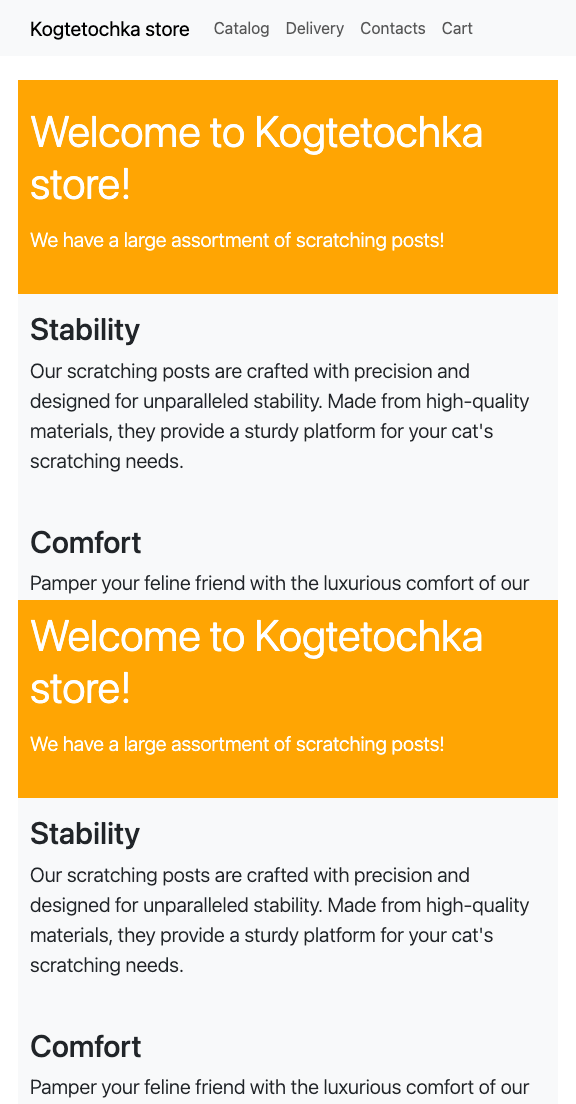 Kogtetochka store Catalog Delivery Contacts Cart
Welcome to Kogtetochka
store!
We have a large assortment of scratching posts!
Stability
Our scratching posts are crafted with precision and
designed for unparalleled stability. Made from high-quality
materials, they provide a sturdy platform for your cat's
scratching needs.
Comfort
Pamper your feline friend with the luxurious comfort of our
Welcome to Kogtetochka
store!
We have a large assortment of scratching posts!
Stability
Our scratching posts are crafted with precision and
designed for unparalleled stability. Made from high-quality
materials, they provide a sturdy platform for your cat's
scratching needs.
Comfort
Pamper your feline friend with the luxurious comfort of our